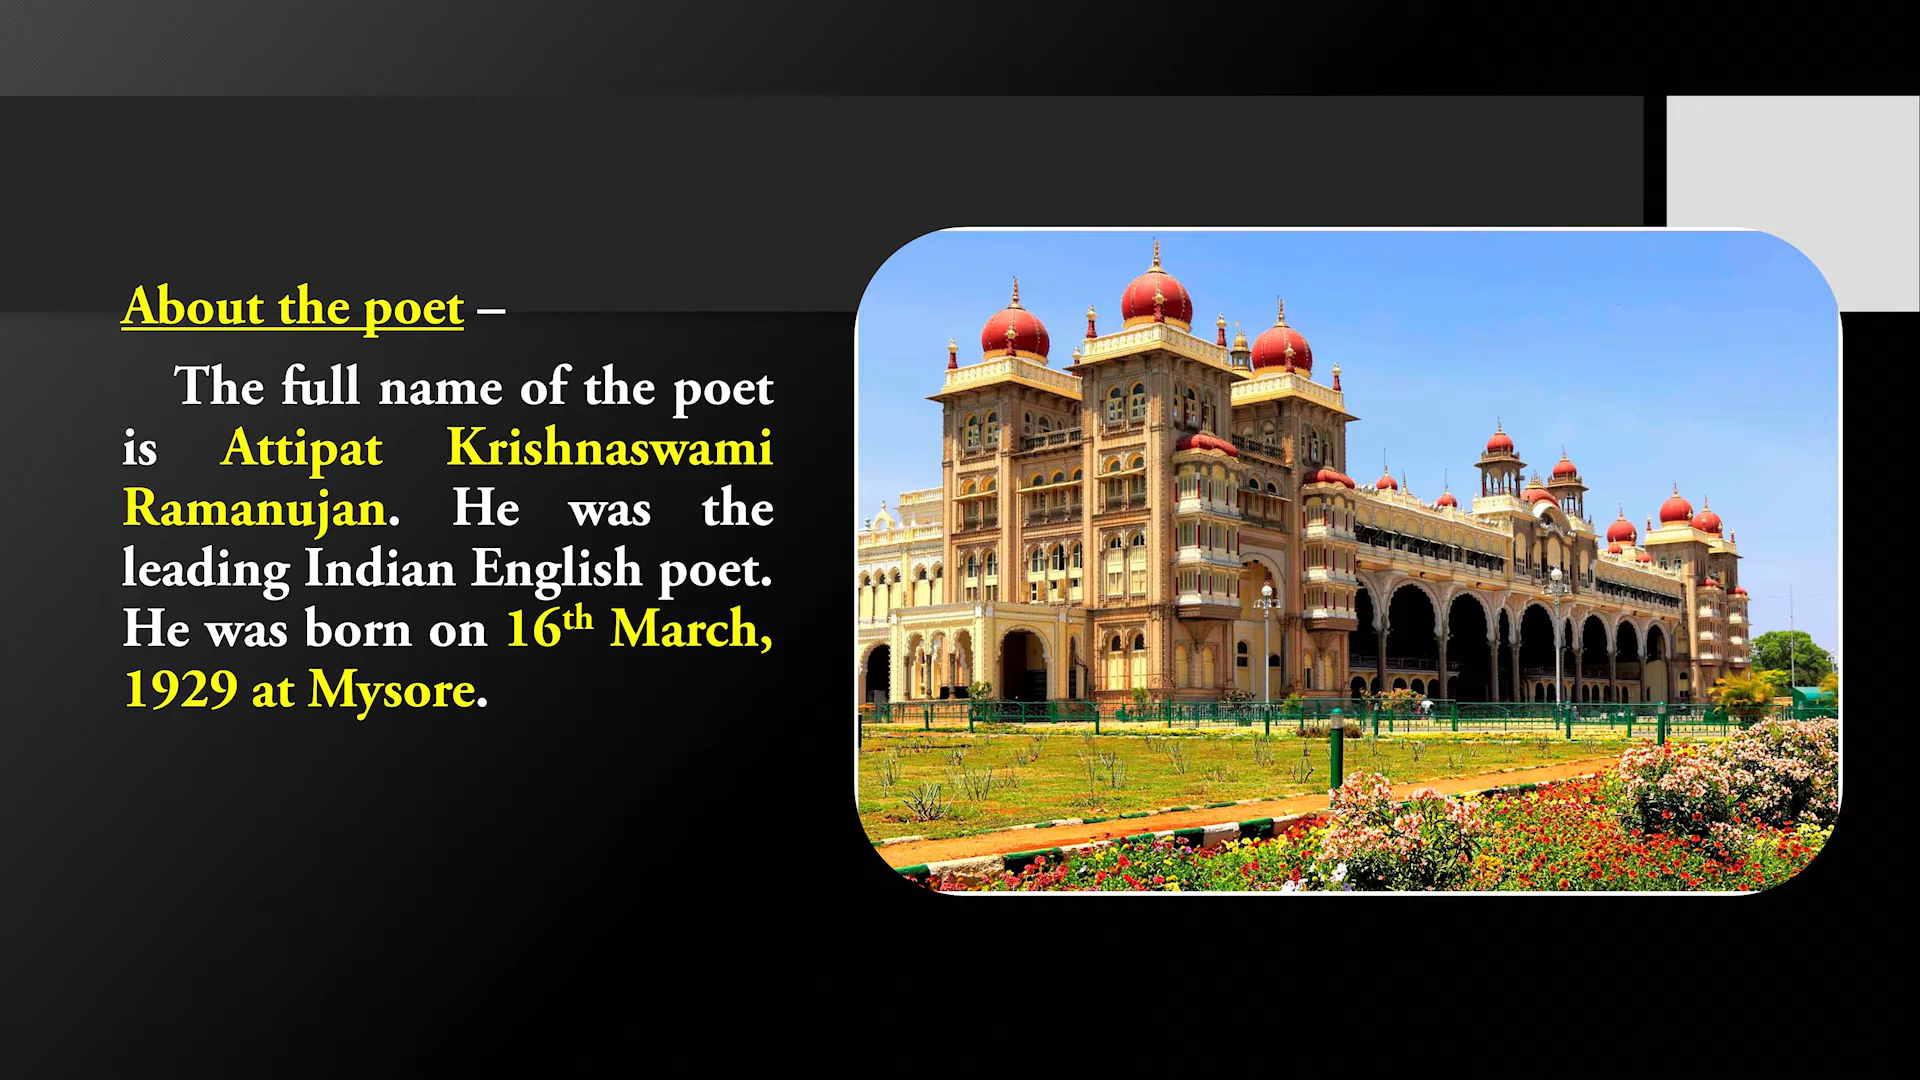 About the poet –
The full name of the poet
is Attipat Krishnaswami
Ramanujan. He was the
leading Indian English poet.
He was born on 16th March,
1929 at Mysore.